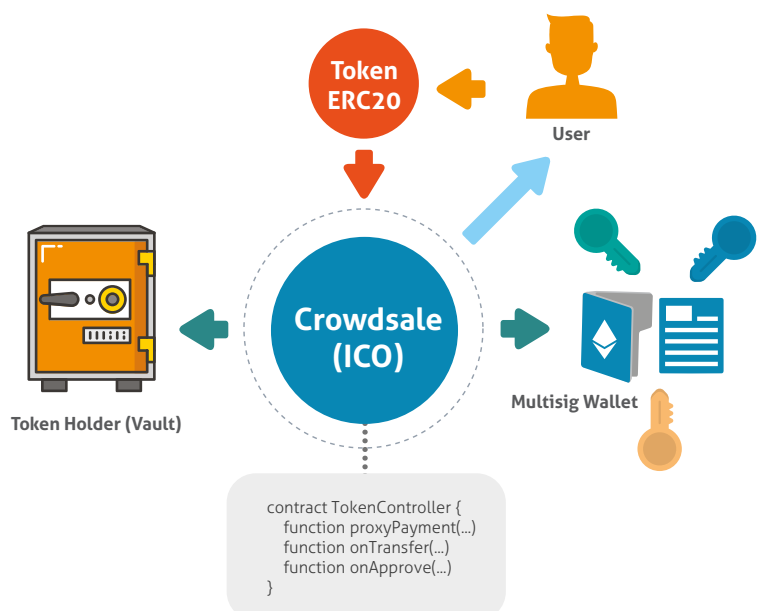 Token
ERC20
User
Crowdsale
(ICO)
Token Holder (Vault)
Multisig Wallet
contract TokenController {
function proxyPayment(...)
function onTransfer(...)
function onApprove(...)
}